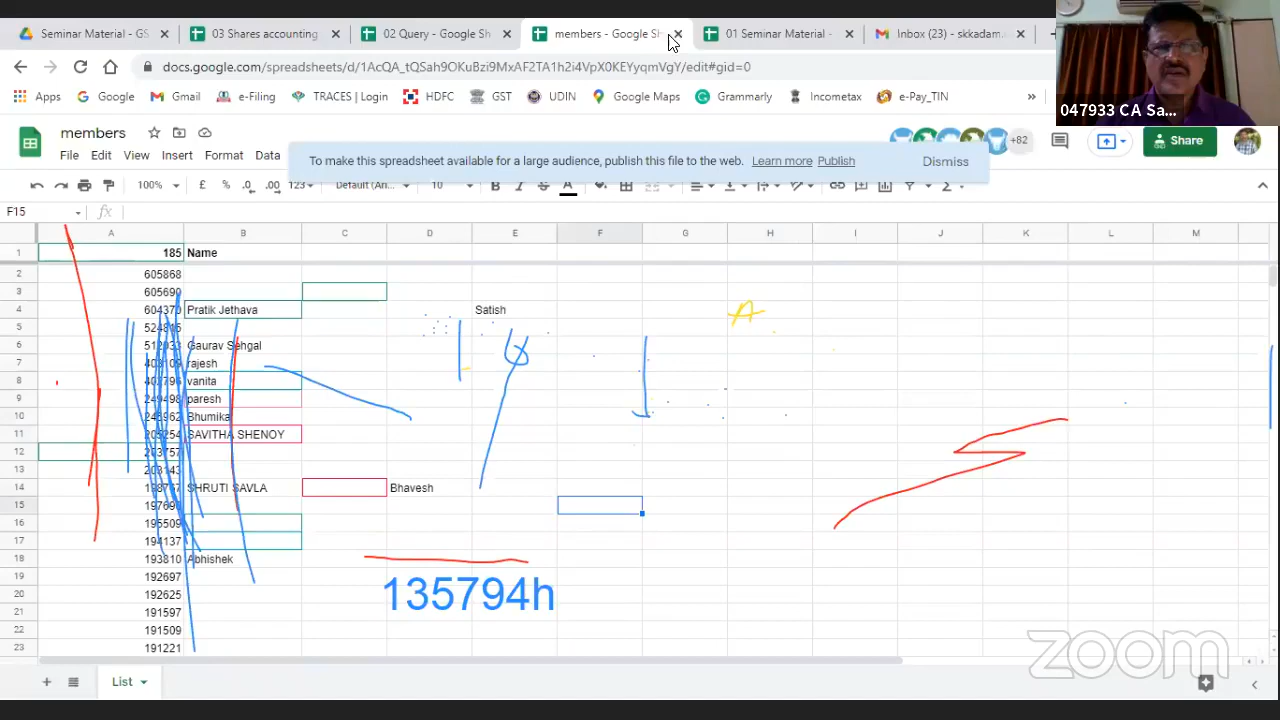 Seminar Material - GS
03 Shares accounting
02 Query - Google Sh
members - Google Sh
01 Seminar Material -
Inbox (23) - skkadam
docs.google.com/spreadsheets/d/1AcQA_tQSah9OKu8zi9MxAF2TA1h2i4VpX0KEYyqmVgY/edit#gid=0
Apps Google Gmail e-Filing TRACES | Login HDFC GST UDIN Google Maps Grammarly Incometax e-Pay_TIN »
047933 CA Sa...
members
+82
Share
File Edit View Insert Format Data
To make this spreadsheet available for a large audience, publish this file to the web. Learn more Publish Dismiss
100% £ % .0 .00 123 Default (Ari... 10 B I S A
F15 fx
A B C D E F G H I J K L M
1 185 Name
2 605868
3 605690
4 604370 Pratik Jethava Satish A
5 524816
6 Gaurav Sehgal
7 rajesh
8 vanita
9 249498 paresh
10 Bhumika
11 205254 SAVITHA SHENOY
12
13 203143
14 SHRUTI SAVLA Bhavesh
15
16 195509
17 194137
18 193810 Abhishek
19 192697
20 192625 135794h
21 191597
22 191509
23 191221
List
zoom